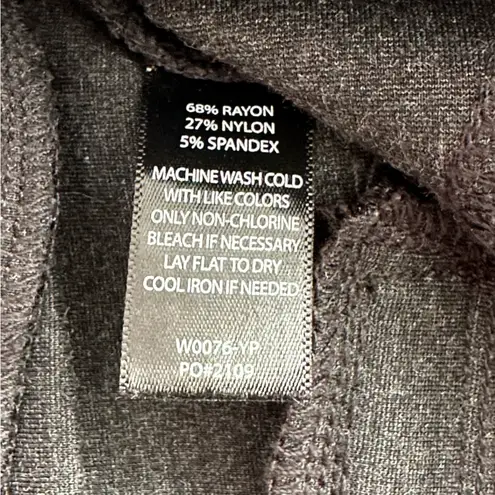 68% RAYON
27% NYLON
5% SPANDEX
MACHINE WASH COLD
WITH LIKE COLORS
ONLY NON-CHLORINE
BLEACH IF NECESSARY
LAY FLAT TO DRY
COOL IRON IF NEEDED
W0076-YP
PO#2109